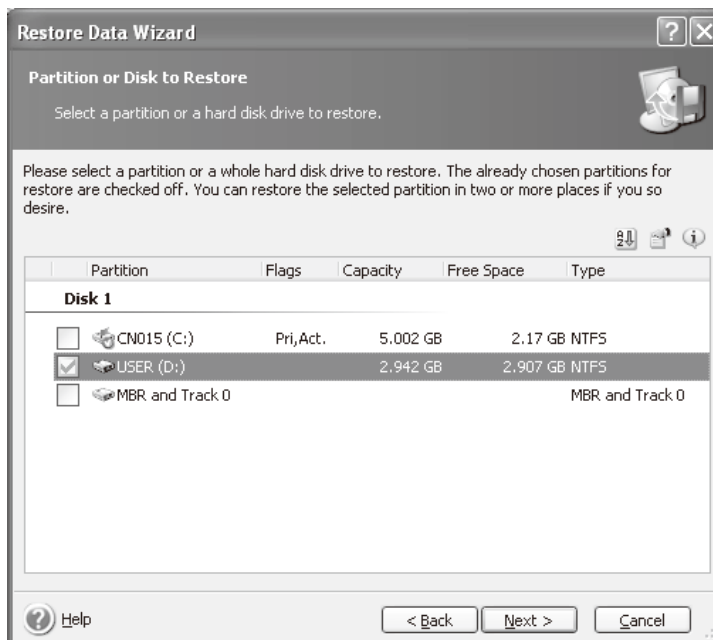 Restore Data Wizard
Partition or Disk to Restore
Select a partition or a hard disk drive to restore.
Please select a partition or a whole hard disk drive to restore. The already chosen partitions for
restore are checked off. You can restore the selected partition in two or more places if you so
desire.
Partition Flags Capacity Free Space Type
Disk 1
CN015 (C:) Pri,Act. 5.002 GB 2.17 GB NTFS
USER (D:) 2.942 GB 2.907 GB NTFS
MBR and Track 0 MBR and Track 0
Help < Back Next > Cancel